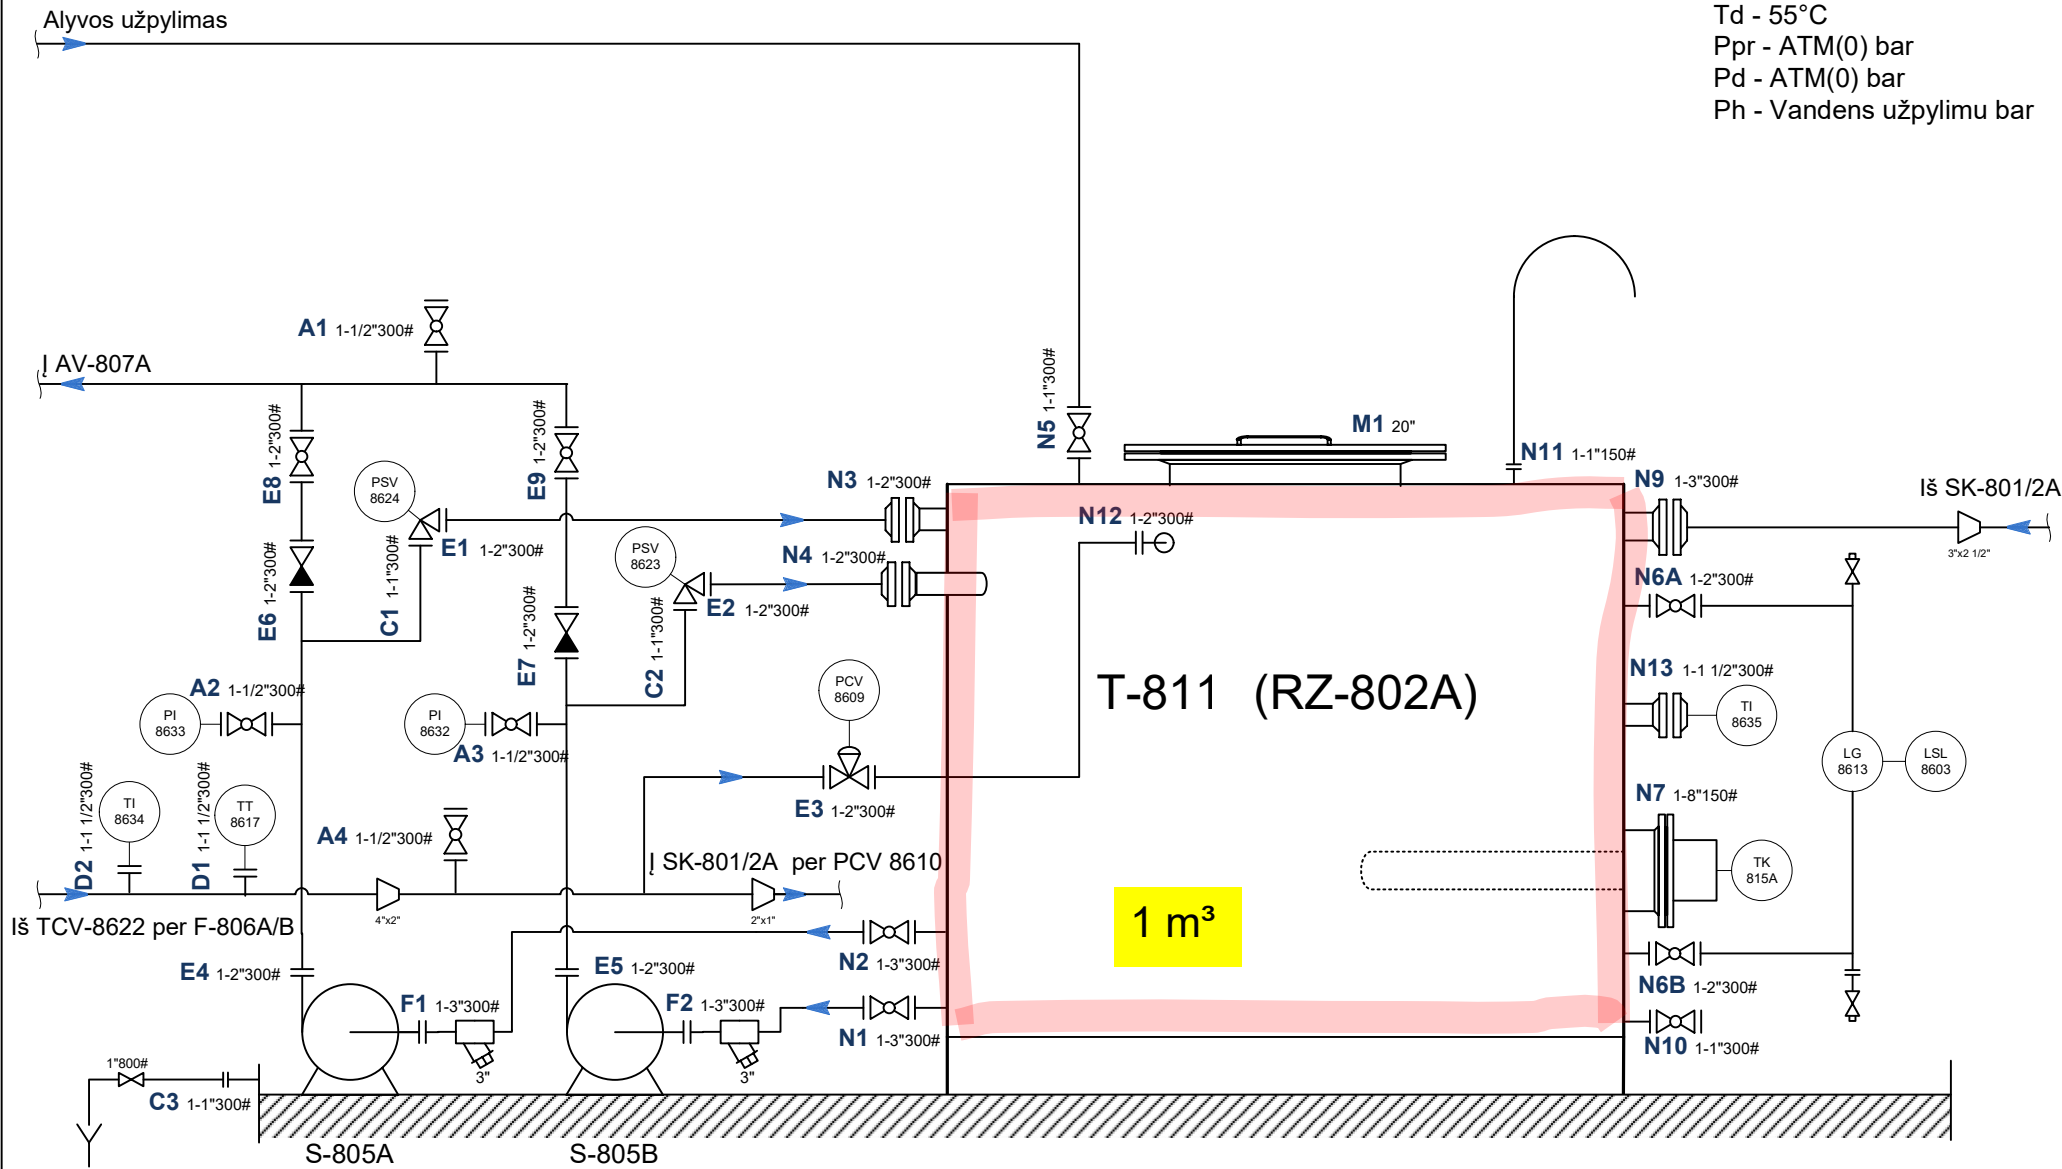 Alyvos užpylimas
Td - 55°C
Ppr - ATM(0) bar
Pd - ATM(0) bar
Ph - Vandens užpylimu bar
A1 1-1/2"300#
Į AV-807A
E8 1-2"300#
E9 1-2"300#
N5 1-1"300#
M1 20"
N11 1-1"150#
N9 1-3"300#
Iš SK-801/2A
3"x2 1/2"
PSV
8624
N3 1-2"300#
E1 1-2"300#
C1 1-1"300#
E6 1-2"300#
PSV
8623
N4 1-2"300#
N12 1-2"300#
E2 1-2"300#
C2 1-1"300#
E7 1-2"300#
N6A 1-2"300#
T-811 (RZ-802A)
N13 1-1 1/2"300#
TI
8635
A2 1-1/2"300#
PI
8633
PI
8632
A3 1-1/2"300#
PCV
8609
E3 1-2"300#
LG
8613
LSL
8603
D2 1-1 1/2"300#
TI
8634
D1 1-1 1/2"300#
TT
8617
A4 1-1/2"300#
N7 1-8"150#
TK
815A
Į SK-801/2A per PCV 8610
4"x2"
2"x1"
Iš TCV-8622 per F-806A/B
1 m³
E4 1-2"300#
E5 1-2"300#
N2 1-3"300#
N6B 1-2"300#
F1 1-3"300#
F2 1-3"300#
N1 1-3"300#
N10 1-1"300#
3"
3"
1"800#
C3 1-1"300#
S-805A
S-805B